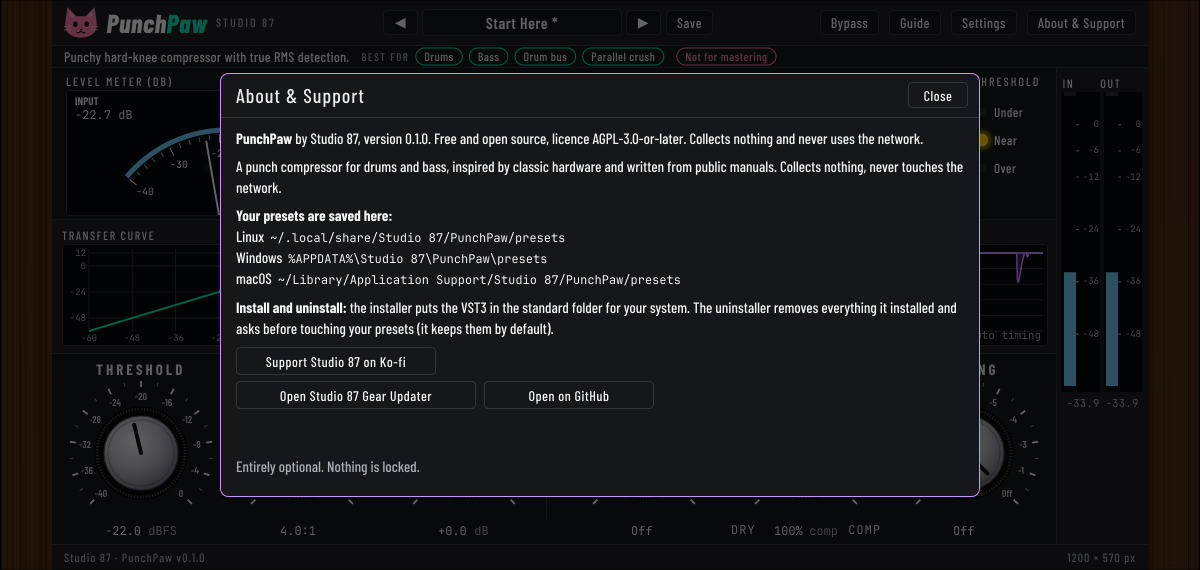 PunchPaw STUDIO 87
◀ Start Here * ▶ Save Bypass Guide Settings About & Support
Punchy hard-knee compressor with true RMS detection. BEST FOR Drums Bass Drum bus Parallel crush Not for mastering
LEVEL METER (DB)
INPUT
-22.7 dB
-40
-30
HRESHOLD
Under
Near
Over
IN OUT
0 0
-6 -6
-12 -12
-36 -36
-48 -48
-33.9 -33.9
About & Support
Close
PunchPaw by Studio 87, version 0.1.0. Free and open source, licence AGPL-3.0-or-later. Collects nothing and never uses the network.
A punch compressor for drums and bass, inspired by classic hardware and written from public manuals. Collects nothing, never touches the
network.
Your presets are saved here:
Linux ~/.local/share/Studio 87/PunchPaw/presets
Windows %APPDATA%\Studio 87\PunchPaw\presets
macOS ~/Library/Application Support/Studio 87/PunchPaw/presets
Install and uninstall: the installer puts the VST3 in the standard folder for your system. The uninstaller removes everything it installed and
asks before touching your presets (it keeps them by default).
Support Studio 87 on Ko-fi
Open Studio 87 Gear Updater Open on GitHub
Entirely optional. Nothing is locked.
TRANSFER CURVE
12
0
-24
-48
-60 -48 -36
to timing
THRESHOLD
-40 -36 -32 -28 -24 -20 -16 -12 -8 -4 0
-22.0 dBFS
4.0:1
+0.0 dB
Off
DRY 100% comp COMP
NG
-5
-3
-1
Off
Off
Studio 87 · PunchPaw v0.1.0
1200 × 570 px